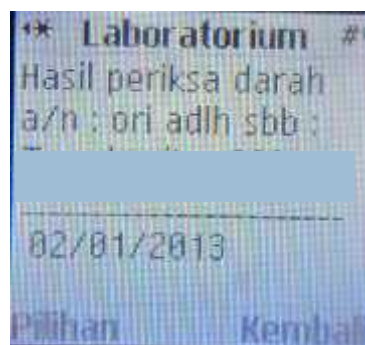 Laboratorium
Hasil periksa darah
a/n : ori adlh sbb :
02/01/2013
Pilihan Kembali